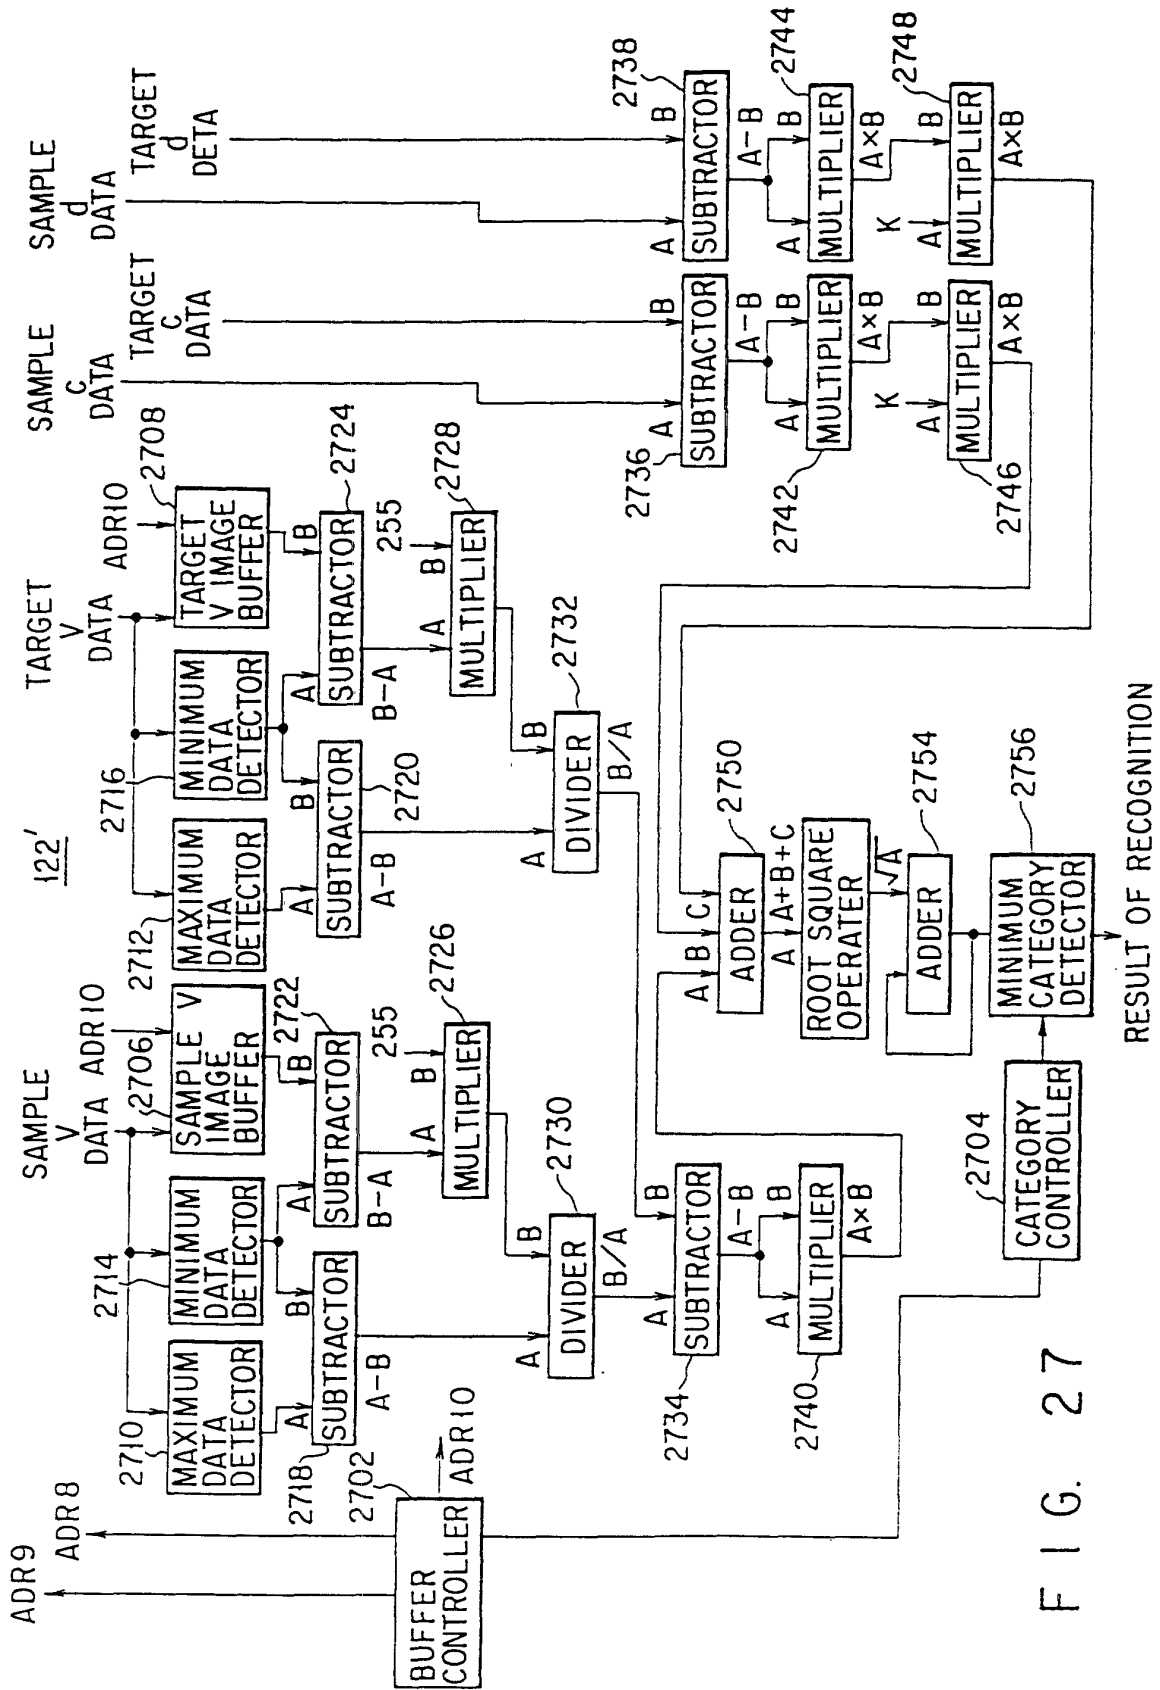 122'
ADR9
ADR8
SAMPLE
V
DATA
ADR10
TARGET
V
DATA
ADR10
SAMPLE
C
DATA
TARGET
C
DATA
SAMPLE
d
DATA
TARGET
d
DETA
2710
MAXIMUM
DATA
DETECTOR
2714
MINIMUM
DATA
DETECTOR
2706
SAMPLE V
IMAGE
BUFFER
2712
MAXIMUM
DATA
DETECTOR
2716
MINIMUM
DATA
DETECTOR
2708
TARGET
V IMAGE
BUFFER
A
B
SUBTRACTOR
2718
A-B
A
B
SUBTRACTOR
2722
B-A
A
B
SUBTRACTOR
2720
A-B
A
B
SUBTRACTOR
2724
B-A
BUFFER
CONTROLLER
2702
ADR10
A
B
255
MULTIPLIER
2726
A
B
255
MULTIPLIER
2728
A
B
DIVIDER
2730
B/A
A
B
DIVIDER
2732
B/A
A
B
SUBTRACTOR
2734
A-B
A
B
MULTIPLIER
2740
A×B
A
B
SUBTRACTOR
2736
A-B
A
B
SUBTRACTOR
2738
A-B
A
B
MULTIPLIER
2742
A×B
A
B
MULTIPLIER
2744
A×B
K
A
B
MULTIPLIER
2746
A×B
K
A
B
MULTIPLIER
2748
A×B
A
B
C
ADDER
2750
A
A+B+C
ROOT SQUARE
OPERATER
√A
ADDER
2754
CATEGORY
CONTROLLER
2704
MINIMUM
CATEGORY
DETECTOR
2756
RESULT OF RECOGNITION
FIG. 27